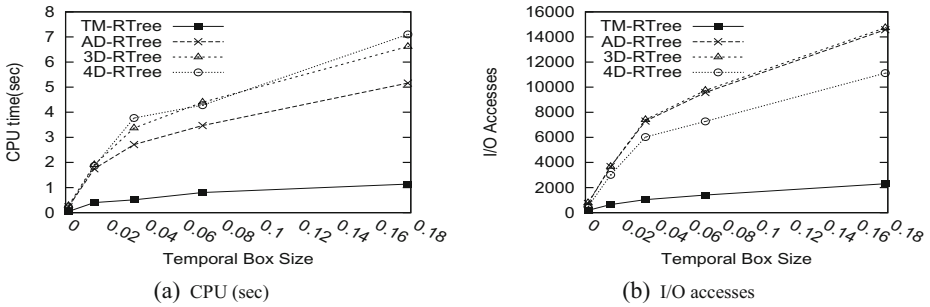 8
7
6
5
4
3
2
1
0
CPU time(sec)
TM-RTree
AD-RTree
3D-RTree
4D-RTree
0 0.02 0.04 0.06 0.08 0.1 0.12 0.14 0.16 0.18
Temporal Box Size
(a) CPU (sec)
16000
14000
12000
10000
8000
6000
4000
2000
0
I/O Accesses
TM-RTree
AD-RTree
3D-RTree
4D-RTree
0 0.02 0.04 0.06 0.08 0.1 0.12 0.14 0.16 0.18
Temporal Box Size
(b) I/O accesses